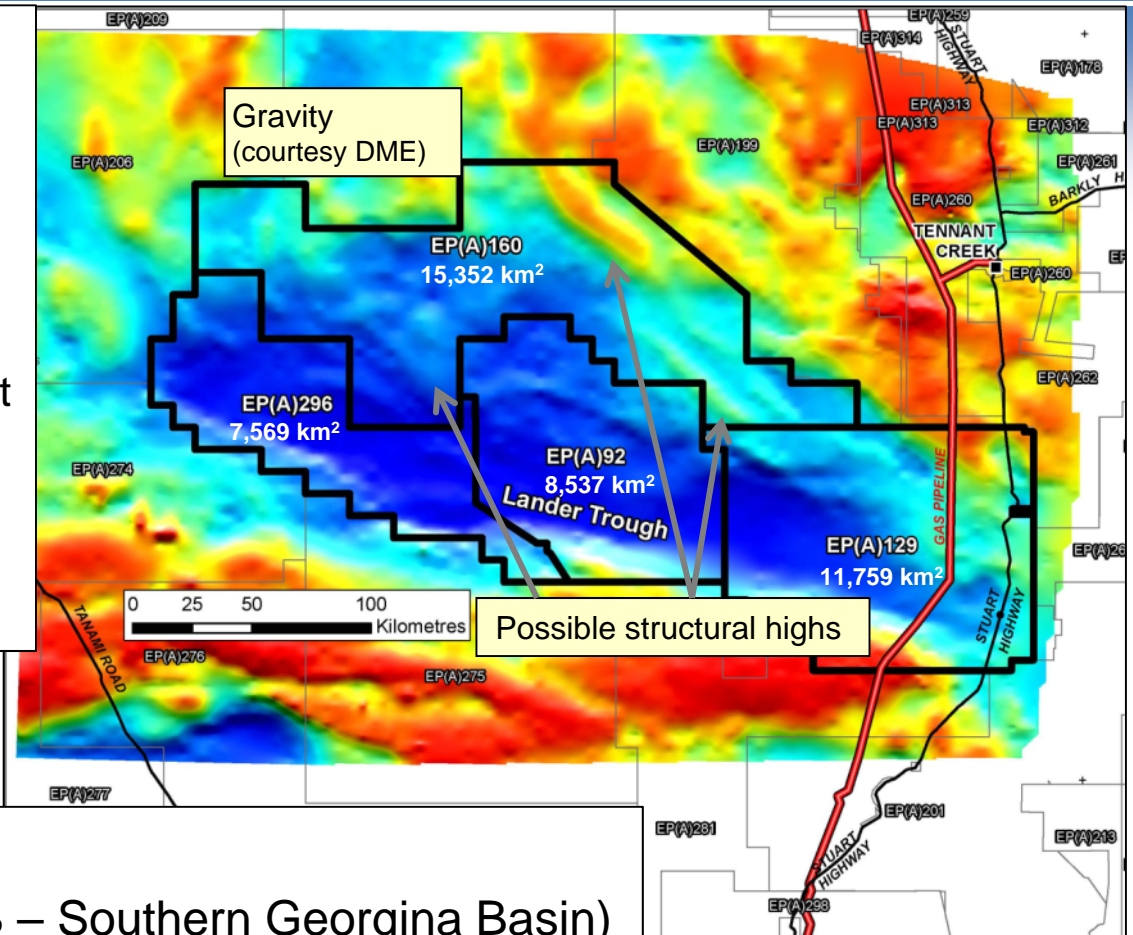 EP(A)209
EP(A)259
EP(A)314
STUART
HIGHWAY
EP(A)178
Gravity
(courtesy DME)
EP(A)313
EP(A)313
EP(A)312
EP(A)206
EP(A)199
EP(A)261
BARKLY H
EP(A)260
TENNANT
CREEK
EP(A)160
15,352 km²
EP(A)260
t
EP(A)262
EP(A)296
7,569 km²
EP(A)92
8,537 km²
EP(A)274
Lander Trough
GAS PIPELINE
EP(A)129
11,759 km²
EP(A)26
0 25 50 100
Kilometres
Possible structural highs
STUART
HIGHWAY
TANAMI ROAD
EP(A)276
EP(A)275
EP(A)277
EP(A)281
EP(A)201
EP(A)213
STUART
HIGHWAY
– Southern Georgina Basin)
EP(A)298